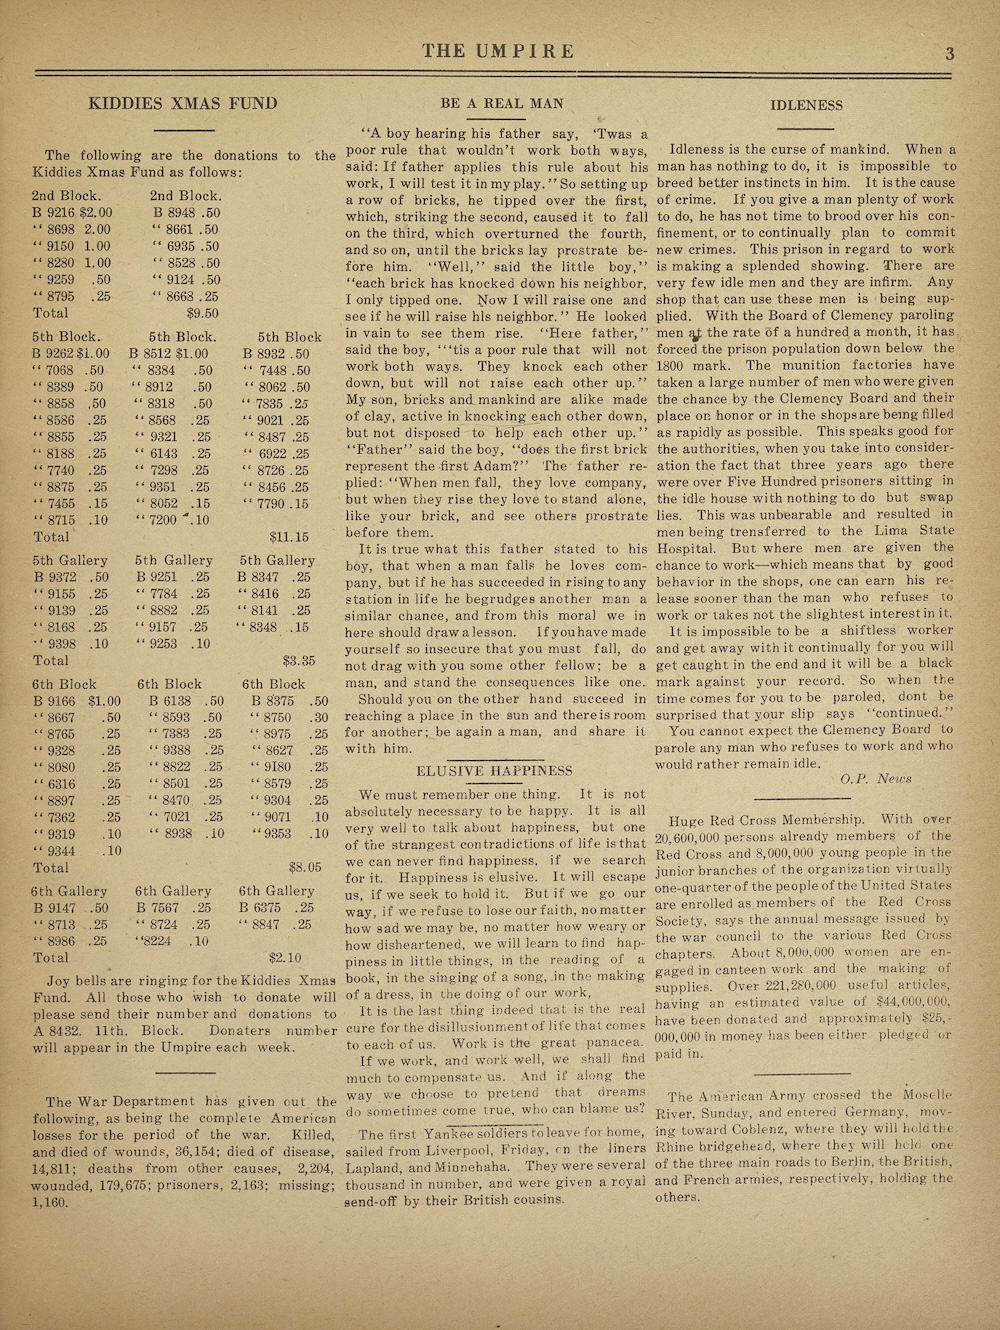 THE UMPIRE
3
KIDDIES XMAS FUND
The following are the donations to the
Kiddies Xmas Fund as follows:
2nd Block. 2nd Block.
B 9216 $2.00 B 8948 .50
‘‘ 8698 2.00 ‘‘ 8661 .50
‘‘ 9150 1.00 ‘‘ 6935 .50
‘‘ 8280 1.00 ‘‘ 8528 .50
‘‘ 9259 .50 ‘‘ 9124 .50
‘‘ 8795 .25 ‘‘ 8668 .25
Total $9.50
5th Block. 5th Block. 5th Block
B 9262 $1.00 B 8512 $1.00 B 8932 .50
‘‘ 7068 .50 ‘‘ 8384 .50 ‘‘ 7448 .50
‘‘ 8389 .50 ‘‘ 8912 .50 ‘‘ 8062 .50
‘‘ 8858 .50 ‘‘ 8318 .50 ‘‘ 7835 .25
‘‘ 8586 .25 ‘‘ 8568 .25 ‘‘ 9021 .25
‘‘ 8855 .25 ‘‘ 9321 .25 ‘‘ 8487 .25
‘‘ 8188 .25 ‘‘ 6143 .25 ‘‘ 6922 .25
‘‘ 7740 .25 ‘‘ 7298 .25 ‘‘ 8726 .25
‘‘ 8875 .25 ‘‘ 9351 .25 ‘‘ 8456 .25
‘‘ 7455 .15 ‘‘ 8052 .15 ‘‘ 7790 .15
‘‘ 8715 .10 ‘‘ 7200 .10
Total $11.15
5th Gallery 5th Gallery 5th Gallery
B 9372 .50 B 9251 .25 B 8347 .25
‘‘ 9155 .25 ‘‘ 7784 .25 ‘‘ 8416 .25
‘‘ 9139 .25 ‘‘ 8882 .25 ‘‘ 8141 .25
‘‘ 8168 .25 ‘‘ 9157 .25 ‘‘ 8348 .15
‘‘ 9398 .10 ‘‘ 9253 .10
Total $3.35
6th Block 6th Block 6th Block
B 9166 $1.00 B 6138 .50 B 8375 .50
‘‘ 8667 .50 ‘‘ 8593 .50 ‘‘ 8750 .30
‘‘ 8765 .25 ‘‘ 7383 .25 ‘‘ 8975 .25
‘‘ 9328 .25 ‘‘ 9388 .25 ‘‘ 8627 .25
‘‘ 8080 .25 ‘‘ 8822 .25 ‘‘ 9180 .25
‘‘ 6316 .25 ‘‘ 8501 .25 ‘‘ 8579 .25
‘‘ 8897 .25 ‘‘ 8470 .25 ‘‘ 9304 .25
‘‘ 7362 .25 ‘‘ 7021 .25 ‘‘ 9071 .10
‘‘ 9319 .10 ‘‘ 8938 .10 ‘‘ 9353 .10
‘‘ 9344 .10
Total $8.05
6th Gallery 6th Gallery 6th Gallery
B 9147 .50 B 7567 .25 B 6375 .25
‘‘ 8713 .25 ‘‘ 8724 .25 ‘‘ 8847 .25
‘‘ 8986 .25 ‘‘8224 .10
Total $2.10
Joy bells are ringing for the Kiddies Xmas
Fund. All those who wish to donate will
please send their number and donations to
A 8432. 11th. Block. Donaters number
will appear in the Umpire each week.
The War Department has given out the
following, as being the complete American
losses for the period of the war. Killed,
and died of wounds, 36,154; died of disease,
14,811; deaths from other causes, 2,204,
wounded, 179,675; prisoners, 2,163; missing;
1,160.
BE A REAL MAN
‘‘A boy hearing his father say, ‘Twas a
poor rule that wouldn’t work both ways,
said: If father applies this rule about his
work, I will test it in my play.’’ So setting up
a row of bricks, he tipped over the first,
which, striking the second, caused it to fall
on the third, which overturned the fourth,
and so on, until the bricks lay prostrate be-
fore him. ‘‘Well,’’ said the little boy,’’
‘‘each brick has knocked down his neighbor,
I only tipped one. Now I will raise one and
see if he will raise his neighbor.’’ He looked
in vain to see them rise. ‘‘Here father,’’
said the boy, ‘‘‘tis a poor rule that will not
work both ways. They knock each other
down, but will not raise each other up.’’
My son, bricks and mankind are alike made
of clay, active in knocking each other down,
but not disposed to help each other up.’’
‘‘Father’’ said the boy, ‘‘does the first brick
represent the first Adam?’’ The father re-
plied: ‘‘When men fall, they love company,
but when they rise they love to stand alone,
like your brick, and see others prostrate
before them.
It is true what this father stated to his
boy, that when a man falls he loves com-
pany, but if he has succeeded in rising to any
station in life he begrudges another man a
similar chance, and from this moral we in
here should draw a lesson. If you have made
yourself so insecure that you must fall, do
not drag with you some other fellow; be a
man, and stand the consequences like one.
Should you on the other hand succeed in
reaching a place in the sun and there is room
for another; be again a man, and share it
with him.
ELUSIVE HAPPINESS
We must remember one thing. It is not
absolutely necessary to be happy. It is all
very well to talk about happiness, but one
of the strangest contradictions of life is that
we can never find happiness, if we search
for it. Happiness is elusive. It will escape
us, if we seek to hold it. But if we go our
way, if we refuse to lose our faith, no matter
how sad we may be, no matter how weary or
how disheartened, we will learn to find hap-
piness in little things, in the reading of a
book, in the singing of a song, in the making
of a dress, in the doing of our work,
It is the last thing indeed that is the real
cure for the disillusionment of life that comes
to each of us. Work is the great panacea.
If we work, and work well, we shall find
much to compensate us. And if along the
way we choose to pretend that dreams
do sometimes come true, who can blame us?
The first Yankee soldiers to leave for home,
sailed from Liverpool, Friday, on the liners
Lapland, and Minnehaha. They were several
thousand in number, and were given a royal
send-off by their British cousins.
IDLENESS
Idleness is the curse of mankind. When a
man has nothing to do, it is impossible to
breed better instincts in him. It is the cause
of crime. If you give a man plenty of work
to do, he has not time to brood over his con-
finement, or to continually plan to commit
new crimes. This prison in regard to work
is making a splended showing. There are
very few idle men and they are infirm. Any
shop that can use these men is being sup-
plied. With the Board of Clemency paroling
men at the rate of a hundred a month, it has
forced the prison population down below the
1800 mark. The munition factories have
taken a large number of men who were given
the chance by the Clemency Board and their
place on honor or in the shops are being filled
as rapidly as possible. This speaks good for
the authorities, when you take into consider-
ation the fact that three years ago there
were over Five Hundred prisoners sitting in
the idle house with nothing to do but swap
lies. This was unbearable and resulted in
men being trensferred to the Lima State
Hospital. But where men are given the
chance to work—which means that by good
behavior in the shops, one can earn his re-
lease sooner than the man who refuses to
work or takes not the slightest interest in it.
It is impossible to be a shiftless worker
and get away with it continually for you will
get caught in the end and it will be a black
mark against your record. So when the
time comes for you to be paroled, dont be
surprised that your slip says ‘‘continued.’’
You cannot expect the Clemency Board to
parole any man who refuses to work and who
would rather remain idle.
O.P. News
Huge Red Cross Membership. With over
20,600,000 persons already members of the
Red Cross and 8,000,000 young people in the
junior branches of the organization virtually
one-quarter of the people of the United States
are enrolled as members of the Red Cross
Society, says the annual message issued by
the war council to the various Red Cross
chapters. About 8,000,000 women are en-
gaged in canteen work and the making of
supplies. Over 221,280,000 useful articles,
having an estimated value of $44,000,000,
have been donated and approximately $25,-
000,000 in money has been either pledged or
paid in.
The American Army crossed the Moselle
River, Sunday, and entered Germany, mov-
ing toward Coblenz, where they will hold the
Rhine bridgehead, where they will hold one
of the three main roads to Berlin, the British,
and French armies, respectively, holding the
others.